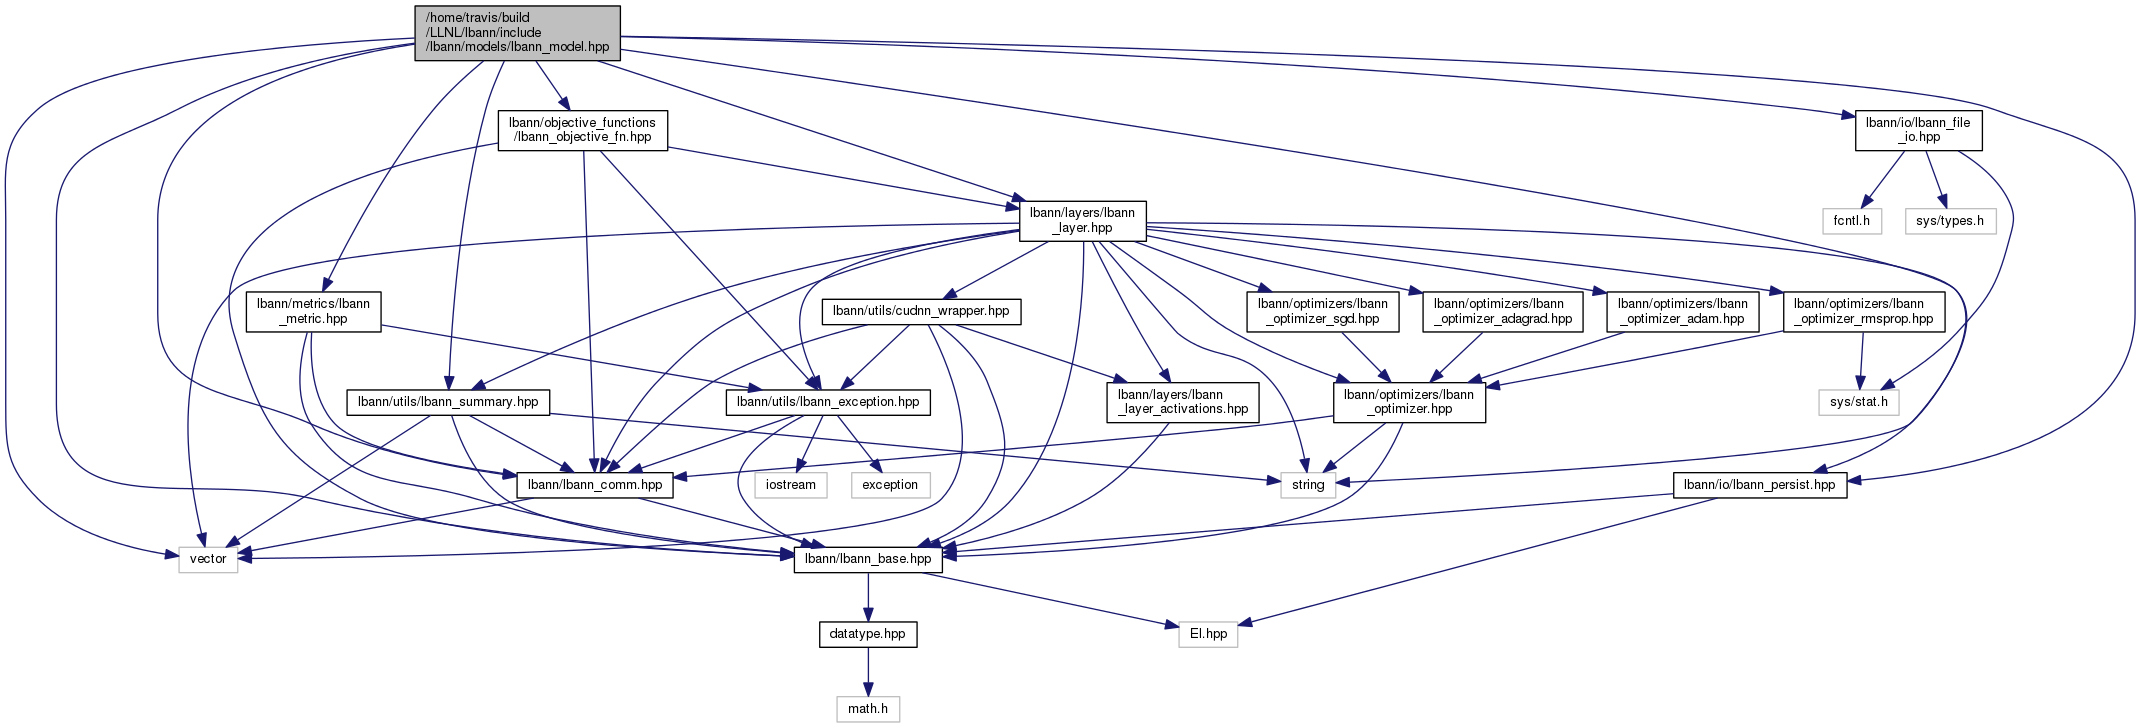 /home/travis/build
/LLNL/lbann/include
/lbann/models/lbann_model.hpp
lbann/objective_functions
/lbann_objective_fn.hpp
lbann/io/lbann_file
_io.hpp
lbann/layers/lbann
_layer.hpp
fcntl.h
sys/types.h
lbann/metrics/lbann
_metric.hpp
lbann/utils/cudnn_wrapper.hpp
lbann/optimizers/lbann
_optimizer_sgd.hpp
lbann/optimizers/lbann
_optimizer_adagrad.hpp
lbann/optimizers/lbann
_optimizer_adam.hpp
lbann/optimizers/lbann
_optimizer_rmsprop.hpp
lbann/utils/lbann_summary.hpp
lbann/utils/lbann_exception.hpp
lbann/layers/lbann
_layer_activations.hpp
lbann/optimizers/lbann
_optimizer.hpp
sys/stat.h
lbann/lbann_comm.hpp
iostream
exception
string
lbann/io/lbann_persist.hpp
vector
lbann/lbann_base.hpp
datatype.hpp
El.hpp
math.h